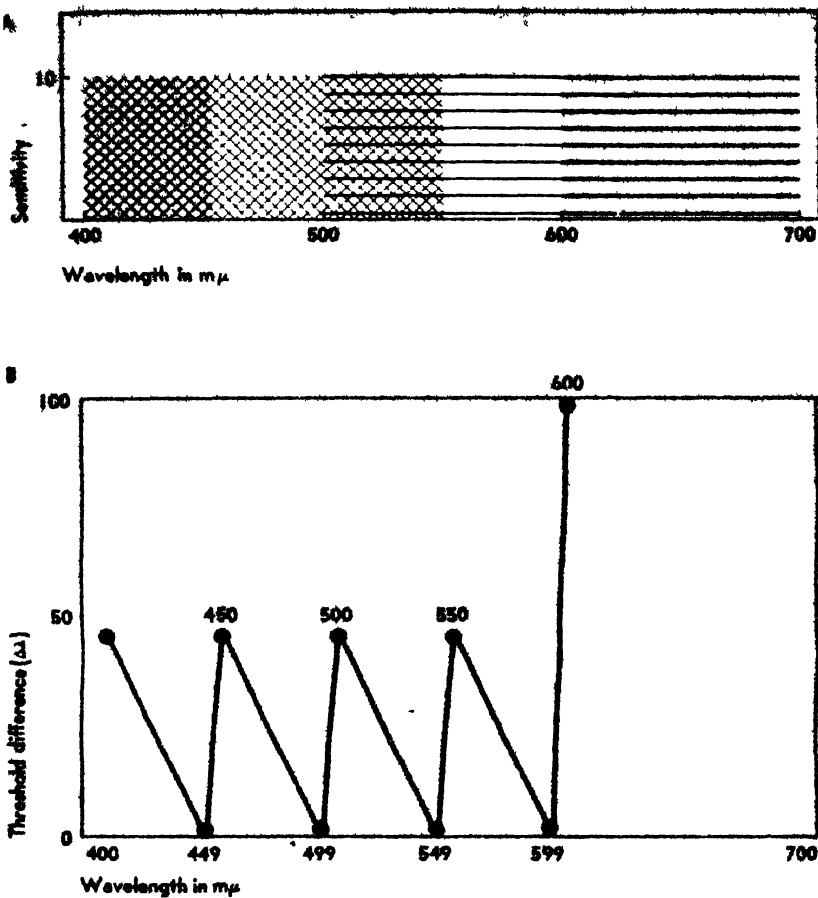 A
10
Sensitivity
400 500 600 700
Wavelength in mμ
B
100
600
50
450 500 550
Threshold difference (Δλ)
0
400 449 499 549 599 700
Wavelength in mμ